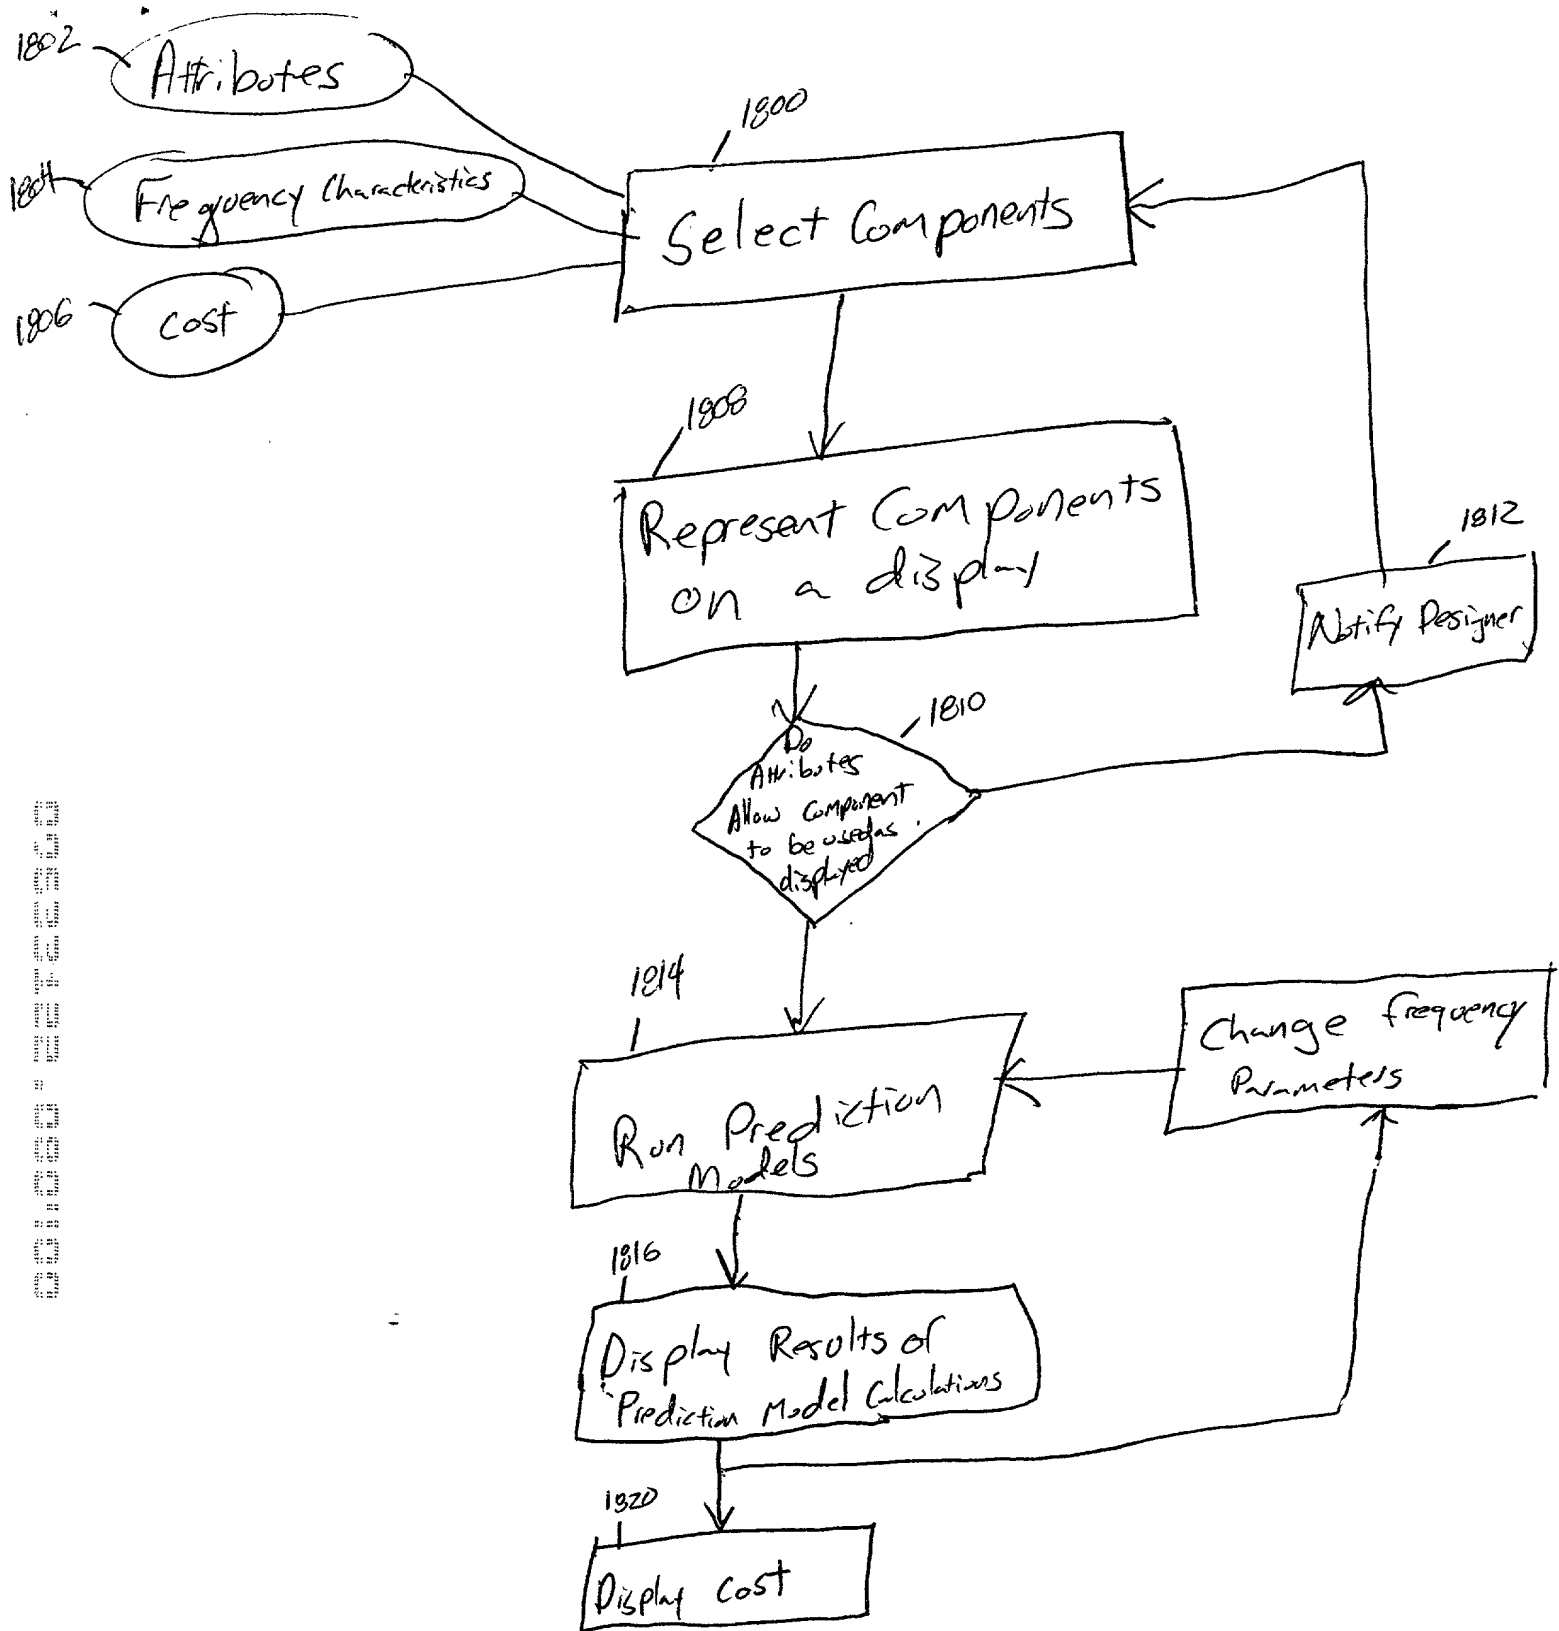 1802
Attributes
1800
1804
Frequency Characteristics
Select Components
1806
Cost
1808
Represent Components
on a display
1812
Notify Designer
1810
Do
Attributes
Allow Component
to be used as
displayed
1814
Change frequency
Parameters
Run Prediction
Models
1816
Display Results of
Prediction Model Calculations
1820
Display Cost